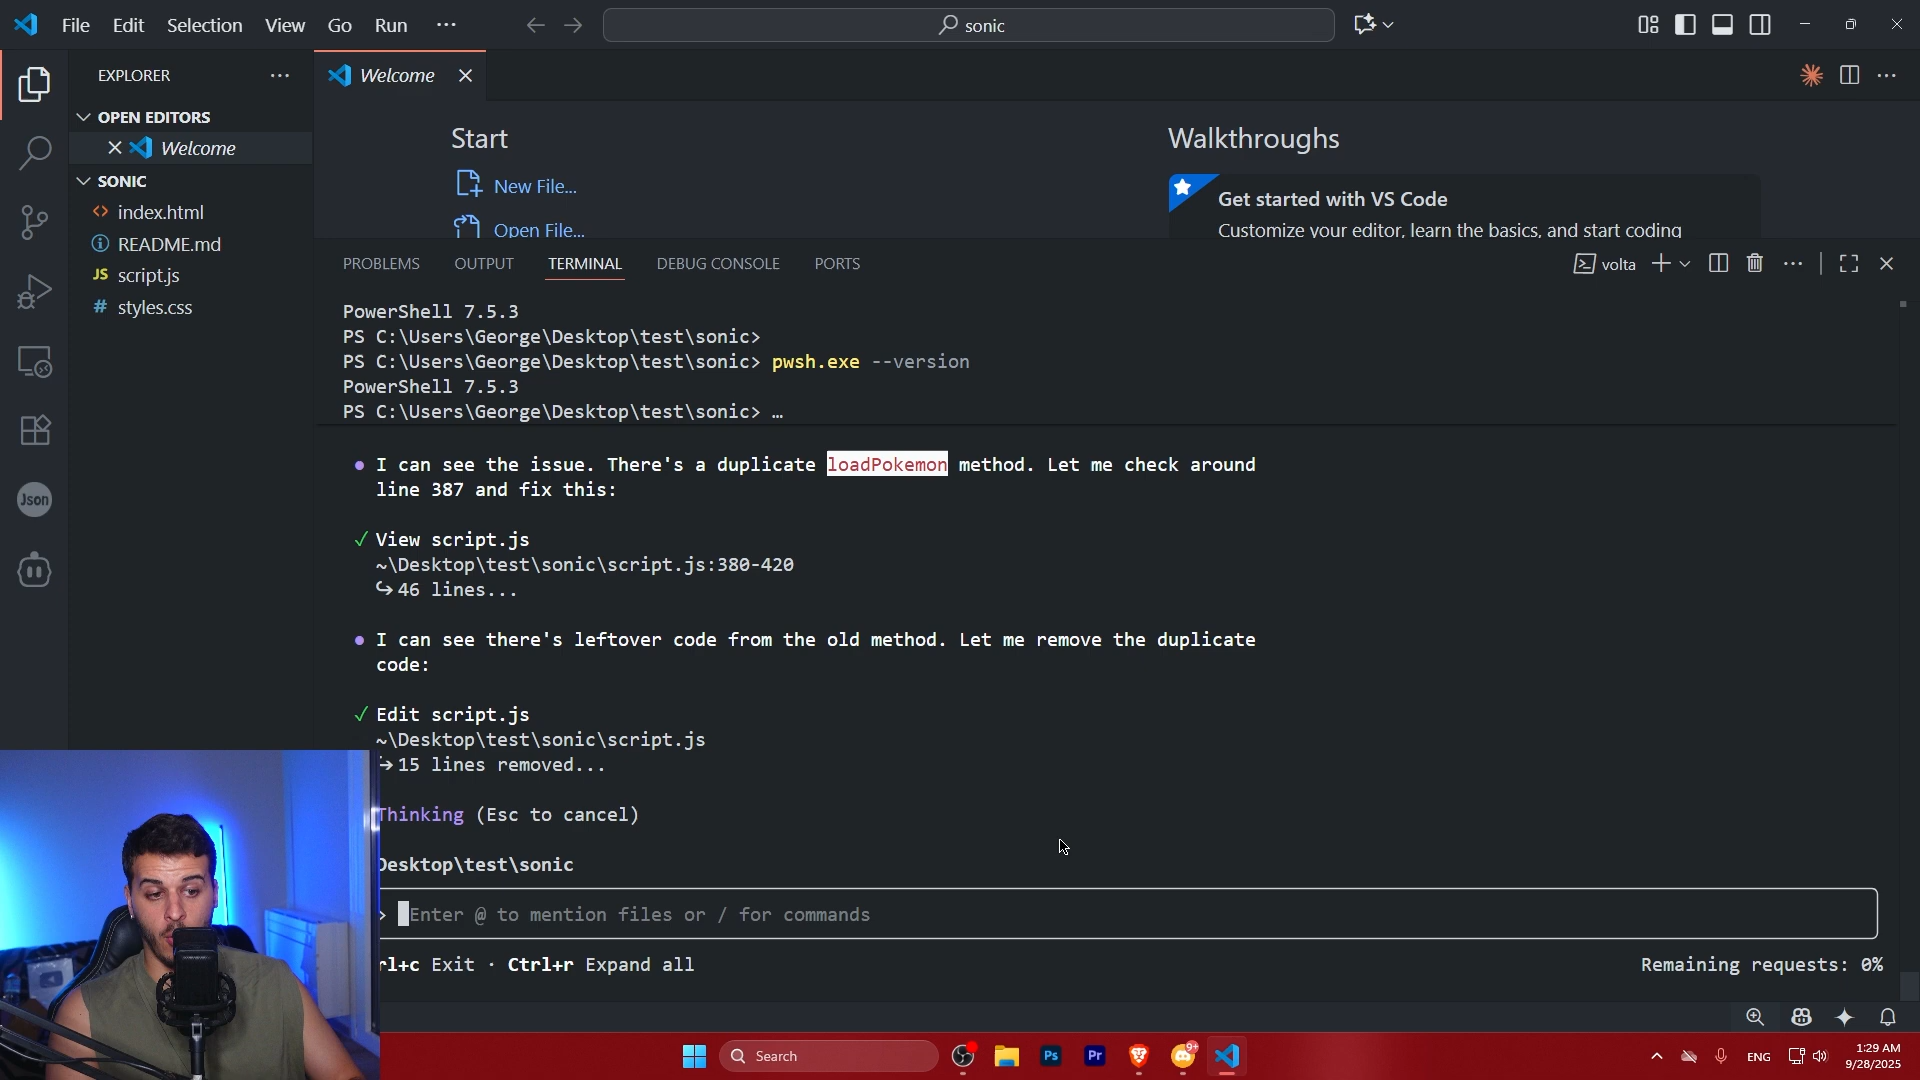 File Edit Selection View Go Run ...
sonic
EXPLORER
Welcome
OPEN EDITORS
Welcome
SONIC
index.html
README.md
JS script.js
# styles.css
Json
Start
New File...
Open File...
Walkthroughs
Get started with VS Code
Customize your editor, learn the basics, and start coding
PROBLEMS OUTPUT TERMINAL DEBUG CONSOLE PORTS
volta
PowerShell 7.5.3
PS C:\Users\George\Desktop\test\sonic>
PS C:\Users\George\Desktop\test\sonic> pwsh.exe --version
PowerShell 7.5.3
PS C:\Users\George\Desktop\test\sonic> …
● I can see the issue. There's a duplicate loadPokemon method. Let me check around
line 387 and fix this:
✓ View script.js
~\Desktop\test\sonic\script.js:380-420
↪ 46 lines...
● I can see there's leftover code from the old method. Let me remove the duplicate
code:
✓ Edit script.js
~\Desktop\test\sonic\script.js
15 lines removed...
Thinking (Esc to cancel)
Desktop\test\sonic
> Enter @ to mention files or / for commands
rl+c Exit · Ctrl+r Expand all
Remaining requests: 0%
Search
Ps
Pr
9+
ENG
1:29 AM
9/28/2025